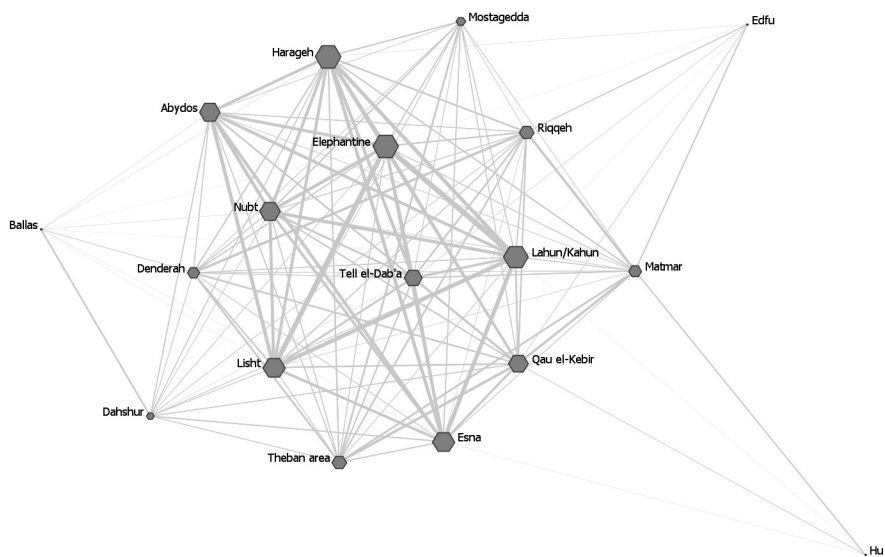 Mostagedda
Edfu
Harageh
Abydos
Riqqeh
Elephantine
Nubt
Ballas
Lahun/Kahun
Denderah
Tell el-Dab'a
Matmar
Lisht
Qau el-Kebir
Dahshur
Esna
Theban area
Hu